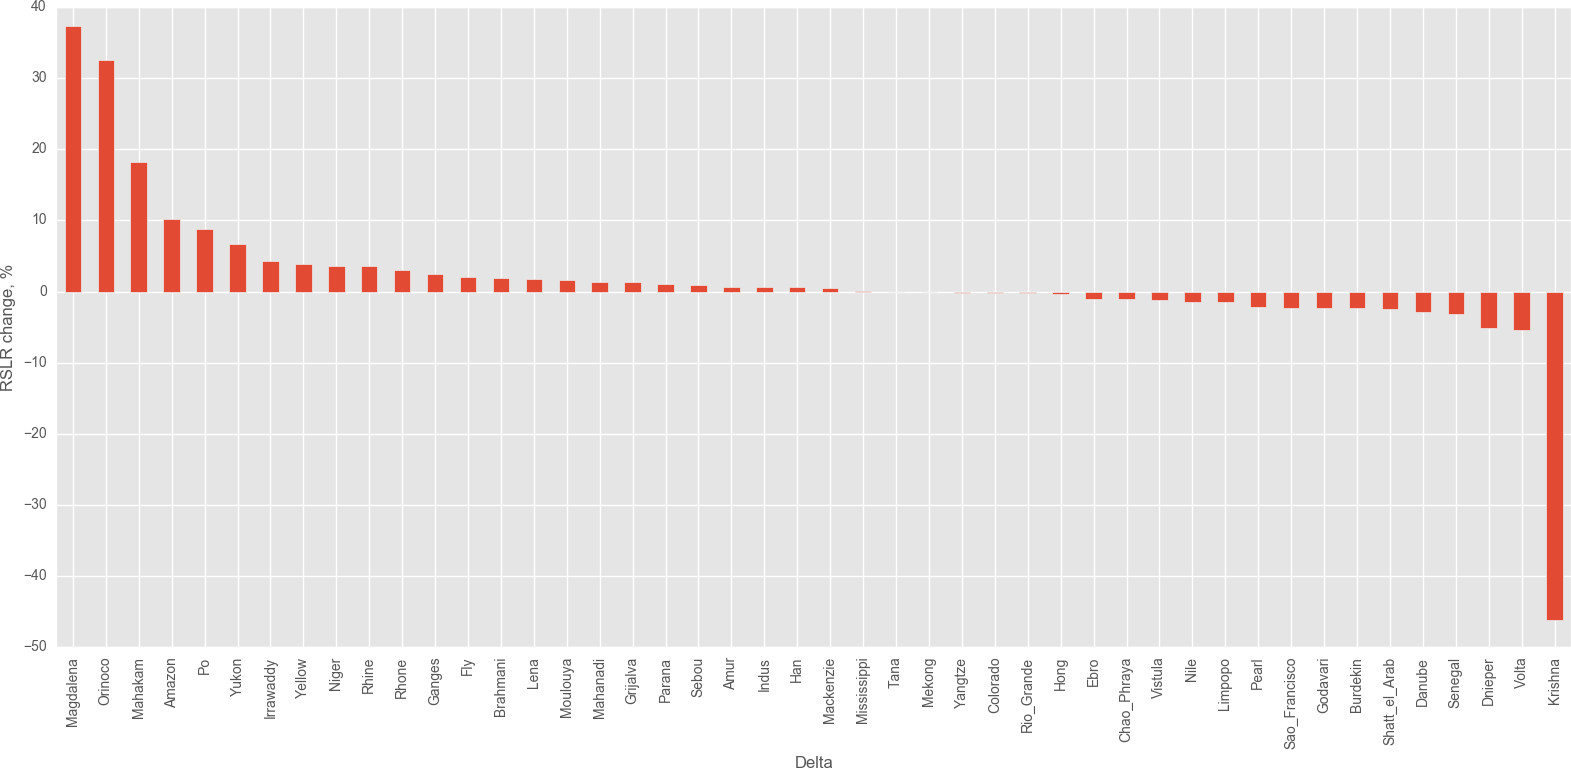 40
30
20
10
0
−10
−20
−30
−40
−50
RSLR change, %
Magdalena
Orinoco
Mahakam
Amazon
Po
Yukon
Irrawaddy
Yellow
Niger
Rhine
Rhone
Ganges
Fly
Brahmani
Lena
Moulouya
Mahanadi
Grijalva
Parana
Sebou
Amur
Indus
Han
Mackenzie
Mississippi
Tana
Mekong
Yangtze
Colorado
Rio_Grande
Hong
Ebro
Chao_Phraya
Vistula
Nile
Limpopo
Pearl
Sao_Francisco
Godavari
Burdekin
Shatt_el_Arab
Danube
Senegal
Dnieper
Volta
Krishna
Delta